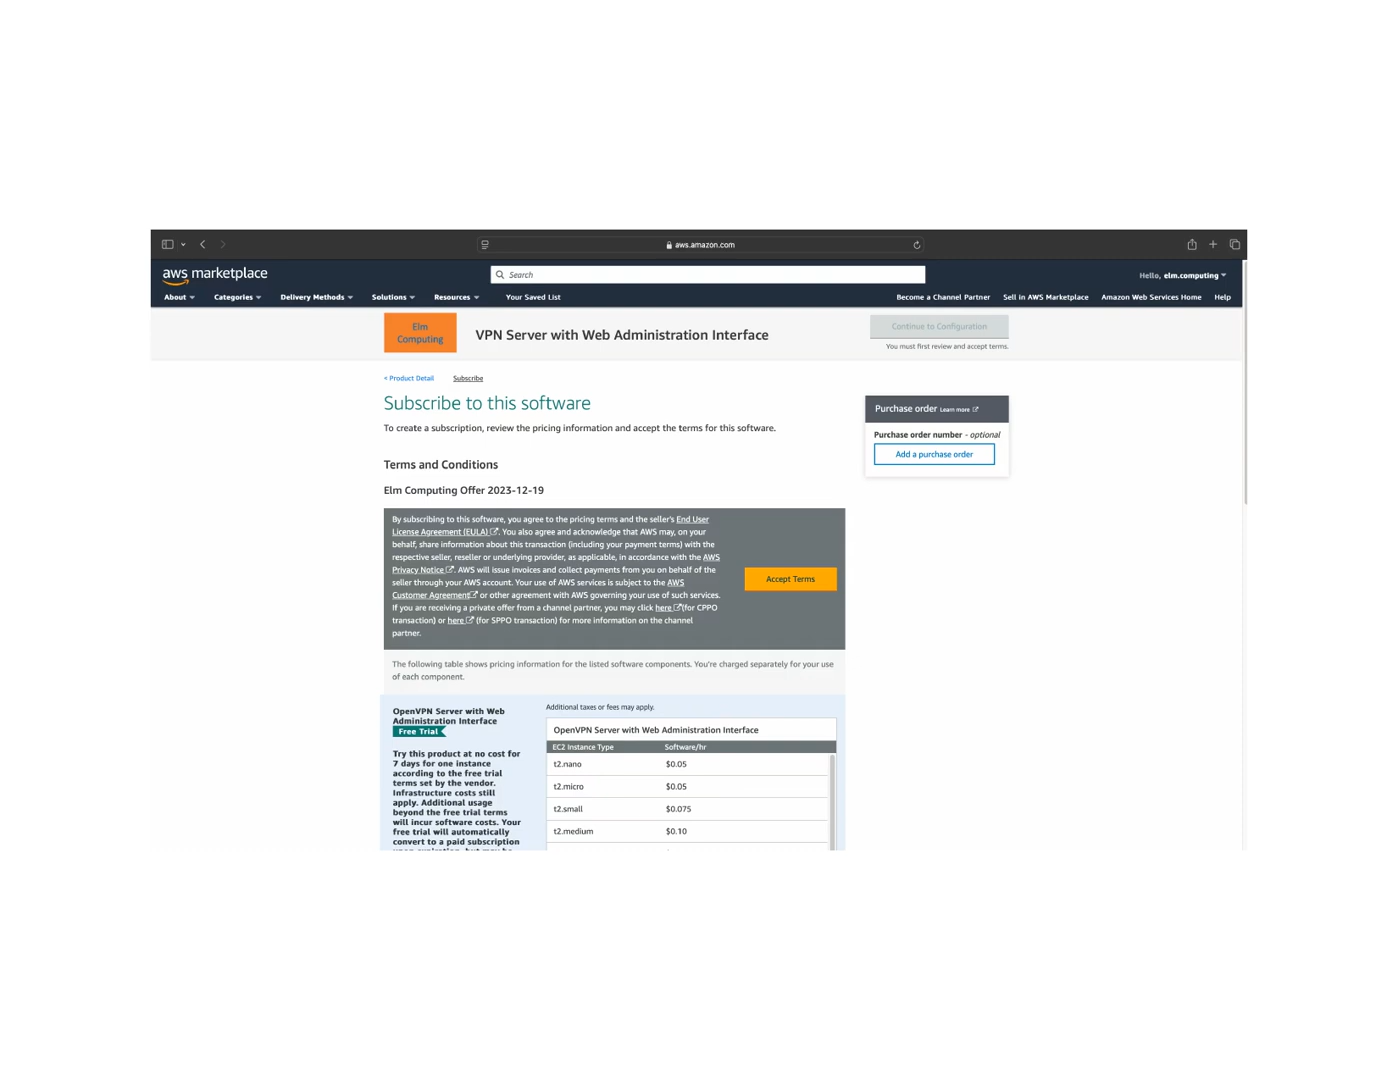 aws.amazon.com
aws marketplace
Search
Hello, elm.computing
About
Categories
Delivery Methods
Solutions
Resources
Your Saved List
Become a Channel Partner
Sell in AWS Marketplace
Amazon Web Services Home
Help
Elm
Computing
VPN Server with Web Administration Interface
Continue to Configuration
You must first review and accept terms.
< Product Detail
Subscribe
Subscribe to this software
To create a subscription, review the pricing information and accept the terms for this software.
Purchase order Learn more
Purchase order number - optional
Add a purchase order
Terms and Conditions
Elm Computing Offer 2023-12-19
By subscribing to this software, you agree to the pricing terms and the seller's End User
License Agreement (EULA) . You also agree and acknowledge that AWS may, on your
behalf, share information about this transaction (including your payment terms) with the
respective seller, reseller or underlying provider, as applicable, in accordance with the AWS
Privacy Notice . AWS will issue invoices and collect payments from you on behalf of the
seller through your AWS account. Your use of AWS services is subject to the AWS
Customer Agreement or other agreement with AWS governing your use of such services.
If you are receiving a private offer from a channel partner, you may click here (for CPPO
transaction) or here (for SPPO transaction) for more information on the channel
partner.
Accept Terms
The following table shows pricing information for the listed software components. You're charged separately for your use
of each component.
OpenVPN Server with Web
Administration Interface
Free Trial
Try this product at no cost for
7 days for one instance
according to the free trial
terms set by the vendor.
Infrastructure costs still
apply. Additional usage
beyond the free trial terms
will incur software costs. Your
free trial will automatically
convert to a paid subscription
Additional taxes or fees may apply.
OpenVPN Server with Web Administration Interface
EC2 Instance Type Software/hr
t2.nano $0.05
t2.micro $0.05
t2.small $0.075
t2.medium $0.10